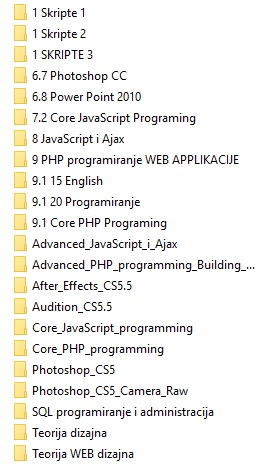 1 Skripte 1
1 Skripte 2
1 SKRIPTE 3
6.7 Photoshop CC
6.8 Power Point 2010
7.2 Core JavaScript Programing
8 JavaScript i Ajax
9 PHP programiranje WEB APPLIKACIJE
9.1 15 English
9.1 20 Programiranje
9.1 Core PHP Programing
Advanced_JavaScript_i_Ajax
Advanced_PHP_programming_Building_...
After_Effects_CS5.5
Audition_CS5.5
Core_JavaScript_programming
Core_PHP_programming
Photoshop_CS5
Photoshop_CS5_Camera_Raw
SQL programiranje i administracija
Teorija dizajna
Teorija WEB dizajna